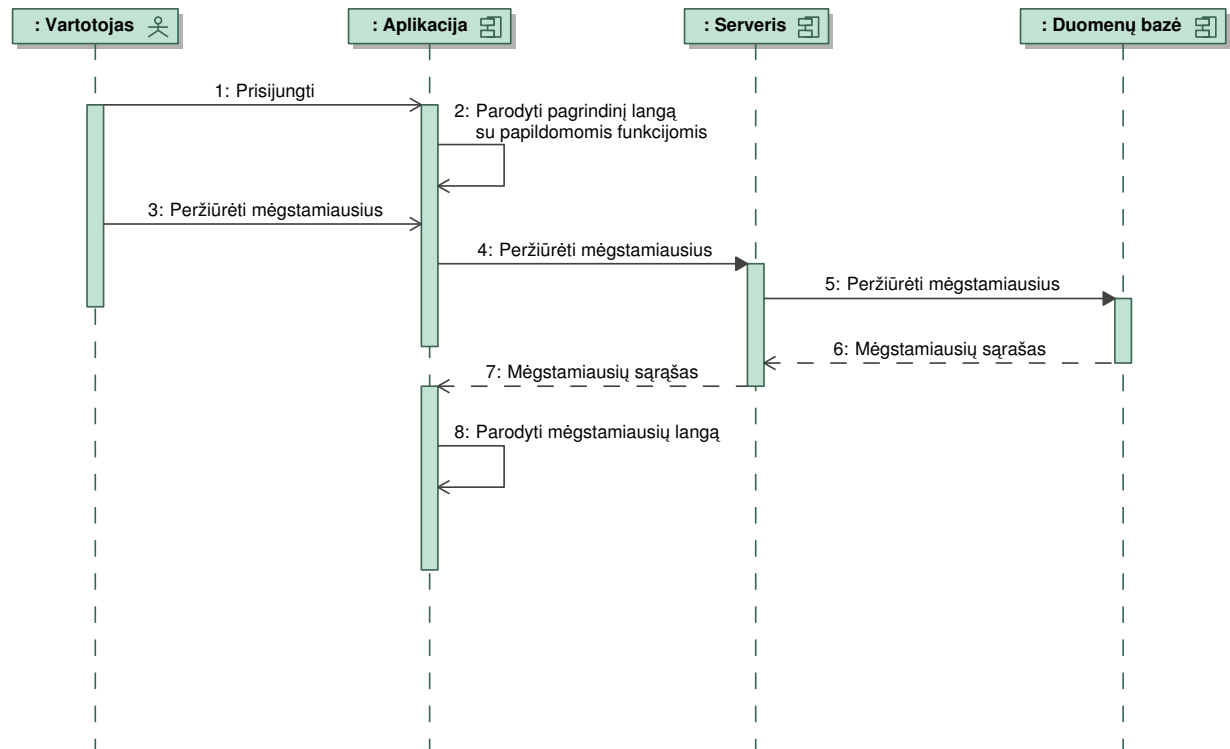 : Vartotojas
: Aplikacija
: Serveris
: Duomenų bazė
1: Prisijungti
2: Parodyti pagrindinį langą
su papildomomis funkcijomis
3: Peržiūrėti mėgstamiausius
4: Peržiūrėti mėgstamiausius
5: Peržiūrėti mėgstamiausius
6: Mėgstamiausių sąrašas
7: Mėgstamiausių sąrąšas
8: Parodyti mėgstamiausių langą